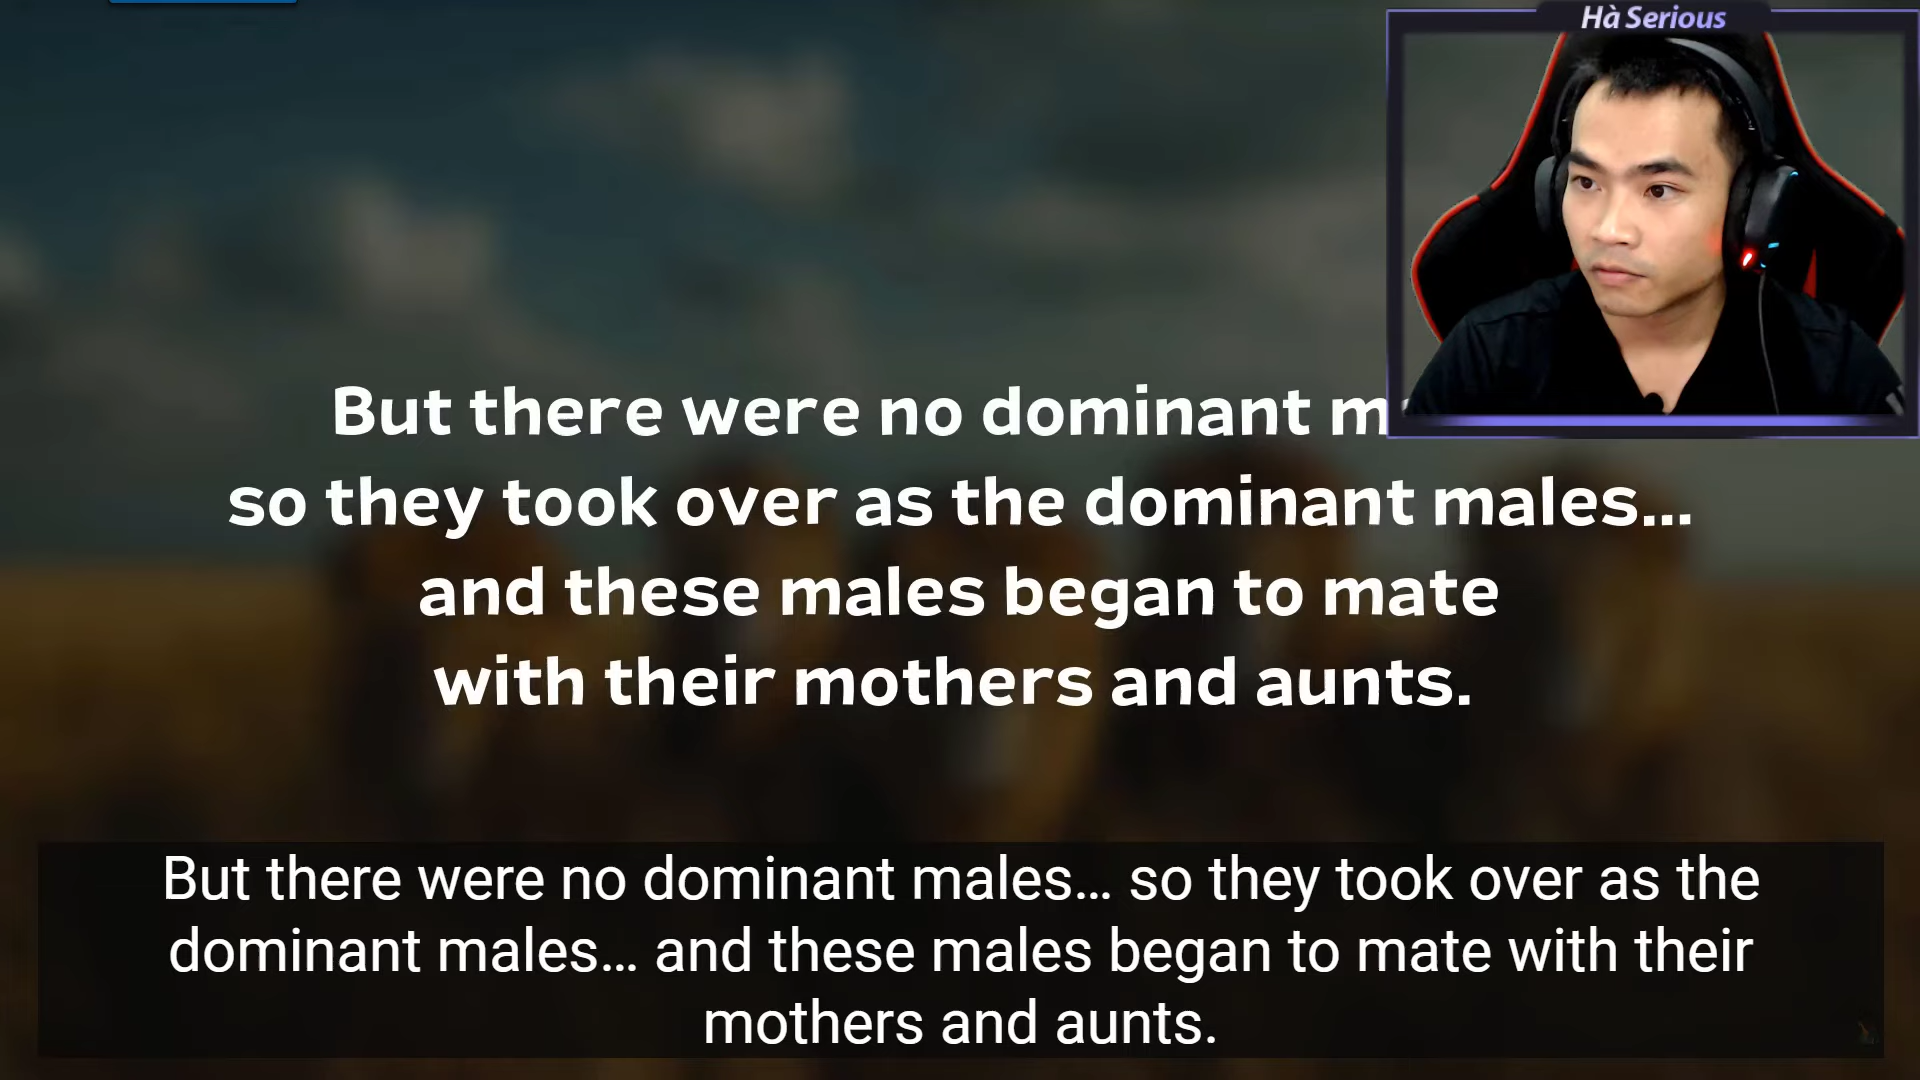 Hà Serious
But there were no dominant
so they took over as the dominant males...
and these males began to mate
with their mothers and aunts.
But there were no dominant males... so they took over as the
dominant males... and these males began to mate with their
mothers and aunts.